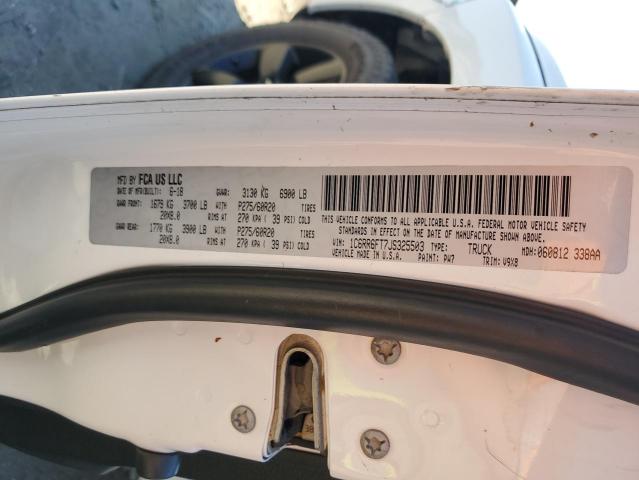 MFD BY FCA US LLC
DATE OF MFG(BUILT): 6-18 GVWR: 3130 KG 6900 LB
GAWR FRONT: 1679 KG 3700 LB WITH P275/60R20 TIRES
20X8.0 RIMS AT 270 KPA ( 39 PSI) COLD
GAWR REAR: 1770 KG 3900 LB WITH P275/60R20 TIRES
20X8.0 RIMS AT 270 KPA ( 39 PSI) COLD
THIS VEHICLE CONFORMS TO ALL APPLICABLE U.S.A. FEDERAL MOTOR VEHICLE SAFETY
STANDARDS IN EFFECT ON THE DATE OF MANUFACTURE SHOWN ABOVE.
VIN: 1C6RR6FT7JS325503 TYPE: TRUCK MDH: 060812 338AA
VEHICLE MADE IN U.S.A. PAINT: PW7 TRIM: V9X8